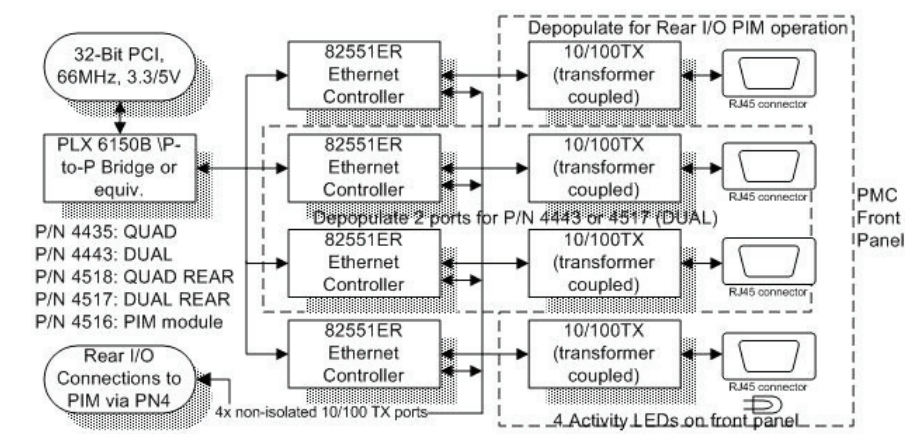 Depopulate for Rear I/O PIM operation
32-Bit PCI,
66MHz, 3.3/5V
82551ER
Ethernet
Controller
10/100TX
(transformer
coupled)
RJ45 connector
PLX 6150B \P-
to-P Bridge or
equiv.
82551ER
Ethernet
Controller
10/100TX
(transformer
coupled)
RJ45 connector
PMC
Front
Panel
Depopulate 2 ports for P/N 4443 or 4517 (DUAL)
P/N 4435: QUAD
P/N 4443: DUAL
P/N 4518: QUAD REAR
P/N 4517: DUAL REAR
P/N 4516: PIM module
82551ER
Ethernet
Controller
10/100TX
(transformer
coupled)
RJ45 connector
82551ER
Ethernet
Controller
10/100TX
(transformer
coupled)
RJ45 connector
Rear I/O
Connections to
PIM via PN4
4x non-isolated 10/100 TX ports
4 Activity LEDs on front panel